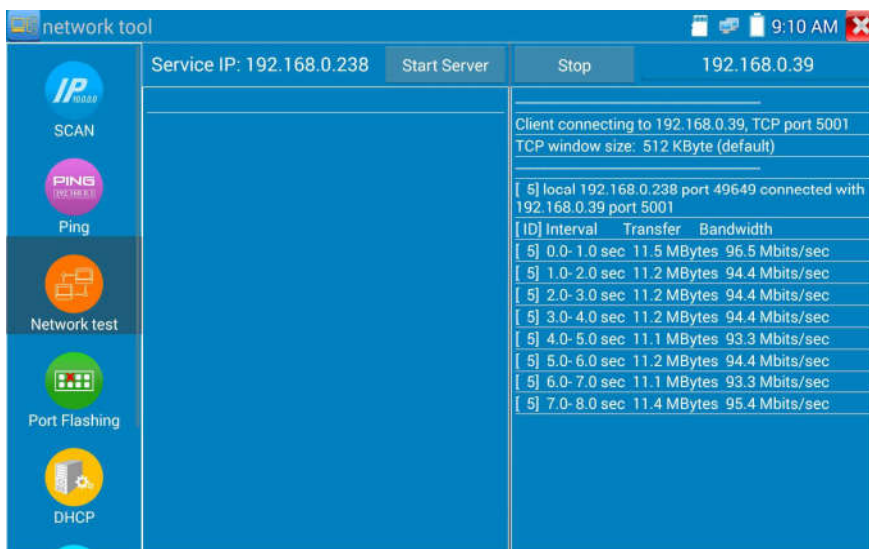 network tool
9:10 AM
Service IP: 192.168.0.238
Start Server
Stop
192.168.0.39
IP
SCAN
PING
Ping
Network test
Port Flashing
DHCP
Client connecting to 192.168.0.39, TCP port 5001
TCP window size: 512 KByte (default)
[ 5] local 192.168.0.238 port 49649 connected with
192.168.0.39 port 5001
[ ID] Interval Transfer Bandwidth
[ 5] 0.0- 1.0 sec 11.5 MBytes 96.5 Mbits/sec
[ 5] 1.0- 2.0 sec 11.2 MBytes 94.4 Mbits/sec
[ 5] 2.0- 3.0 sec 11.2 MBytes 94.4 Mbits/sec
[ 5] 3.0- 4.0 sec 11.2 MBytes 94.4 Mbits/sec
[ 5] 4.0- 5.0 sec 11.1 MBytes 93.3 Mbits/sec
[ 5] 5.0- 6.0 sec 11.2 MBytes 94.4 Mbits/sec
[ 5] 6.0- 7.0 sec 11.1 MBytes 93.3 Mbits/sec
[ 5] 7.0- 8.0 sec 11.4 MBytes 95.4 Mbits/sec